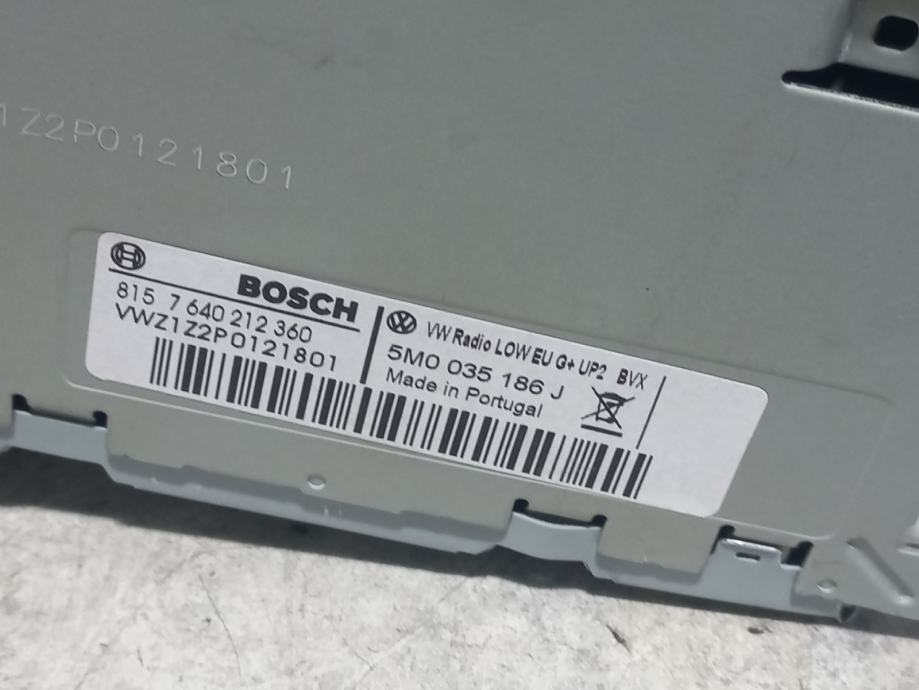 1Z2P0121801
BOSCH
815 7 640 212 360
VWZ1Z2P0121801
VW Radio LOW EU G+ UP2 BVX
5M0 035 186 J
Made in Portugal